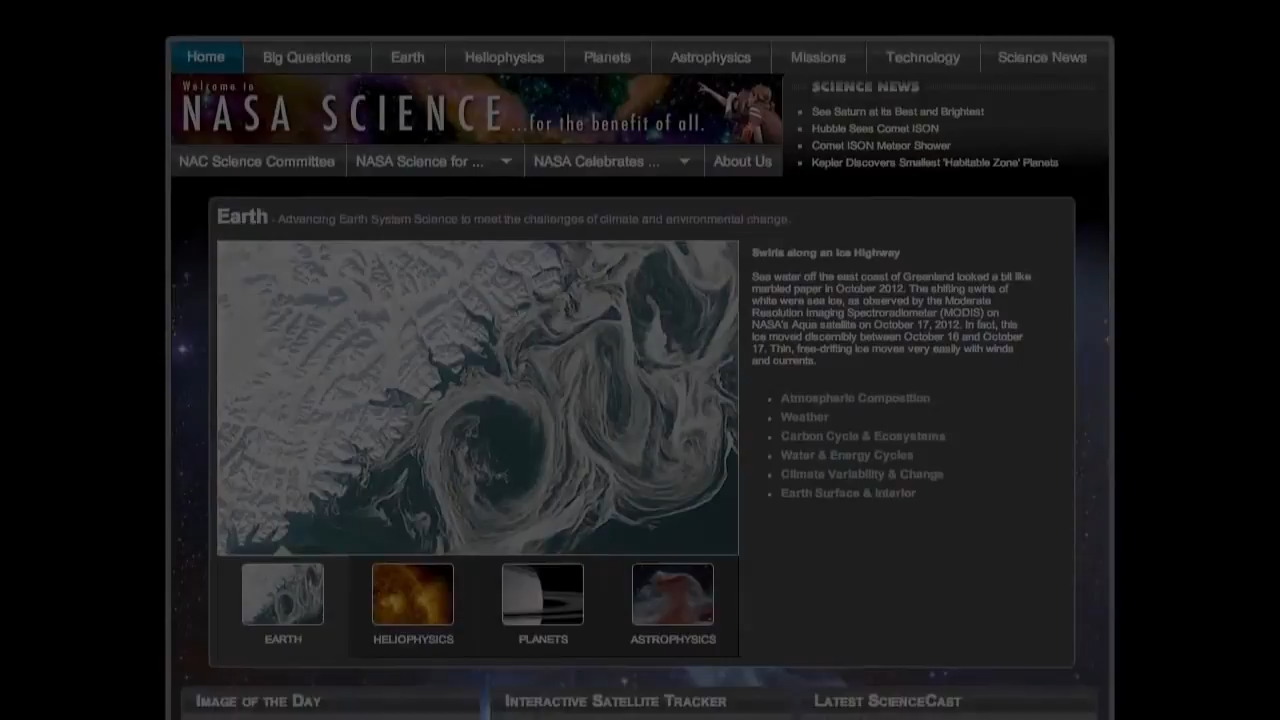 Home Big Questions Earth Heliophysics Planets Astrophysics Missions Technology Science News
Welcome to
NASA SCIENCE ...for the benefit of all.
SCIENCE NEWS
See Saturn at its Best and Brightest
Hubble Sees Comet ISON
Comet ISON Meteor Shower
Kepler Discovers Smallest 'Habitable Zone' Planets
NAC Science Committee NASA Science for ... NASA Celebrates ... About Us
Earth - Advancing Earth System Science to meet the challenges of climate and environmental change.
Swirls along an Ice Highway
Sea water off the east coast of Greenland looked a bit like
marbled paper in October 2012. The shifting swirls of
white were sea ice, as observed by the Moderate
Resolution Imaging Spectroradiometer (MODIS) on
NASA's Aqua satellite on October 17, 2012. In fact, this
ice moved discernibly between October 16 and October
17. Thin, free-drifting ice moves very easily with winds
and currents.
Atmospheric Composition
Weather
Carbon Cycle & Ecosystems
Water & Energy Cycles
Climate Variability & Change
Earth Surface & Interior
EARTH HELIOPHYSICS PLANETS ASTROPHYSICS
IMAGE OF THE DAY INTERACTIVE SATELLITE TRACKER LATEST SCIENCECAST